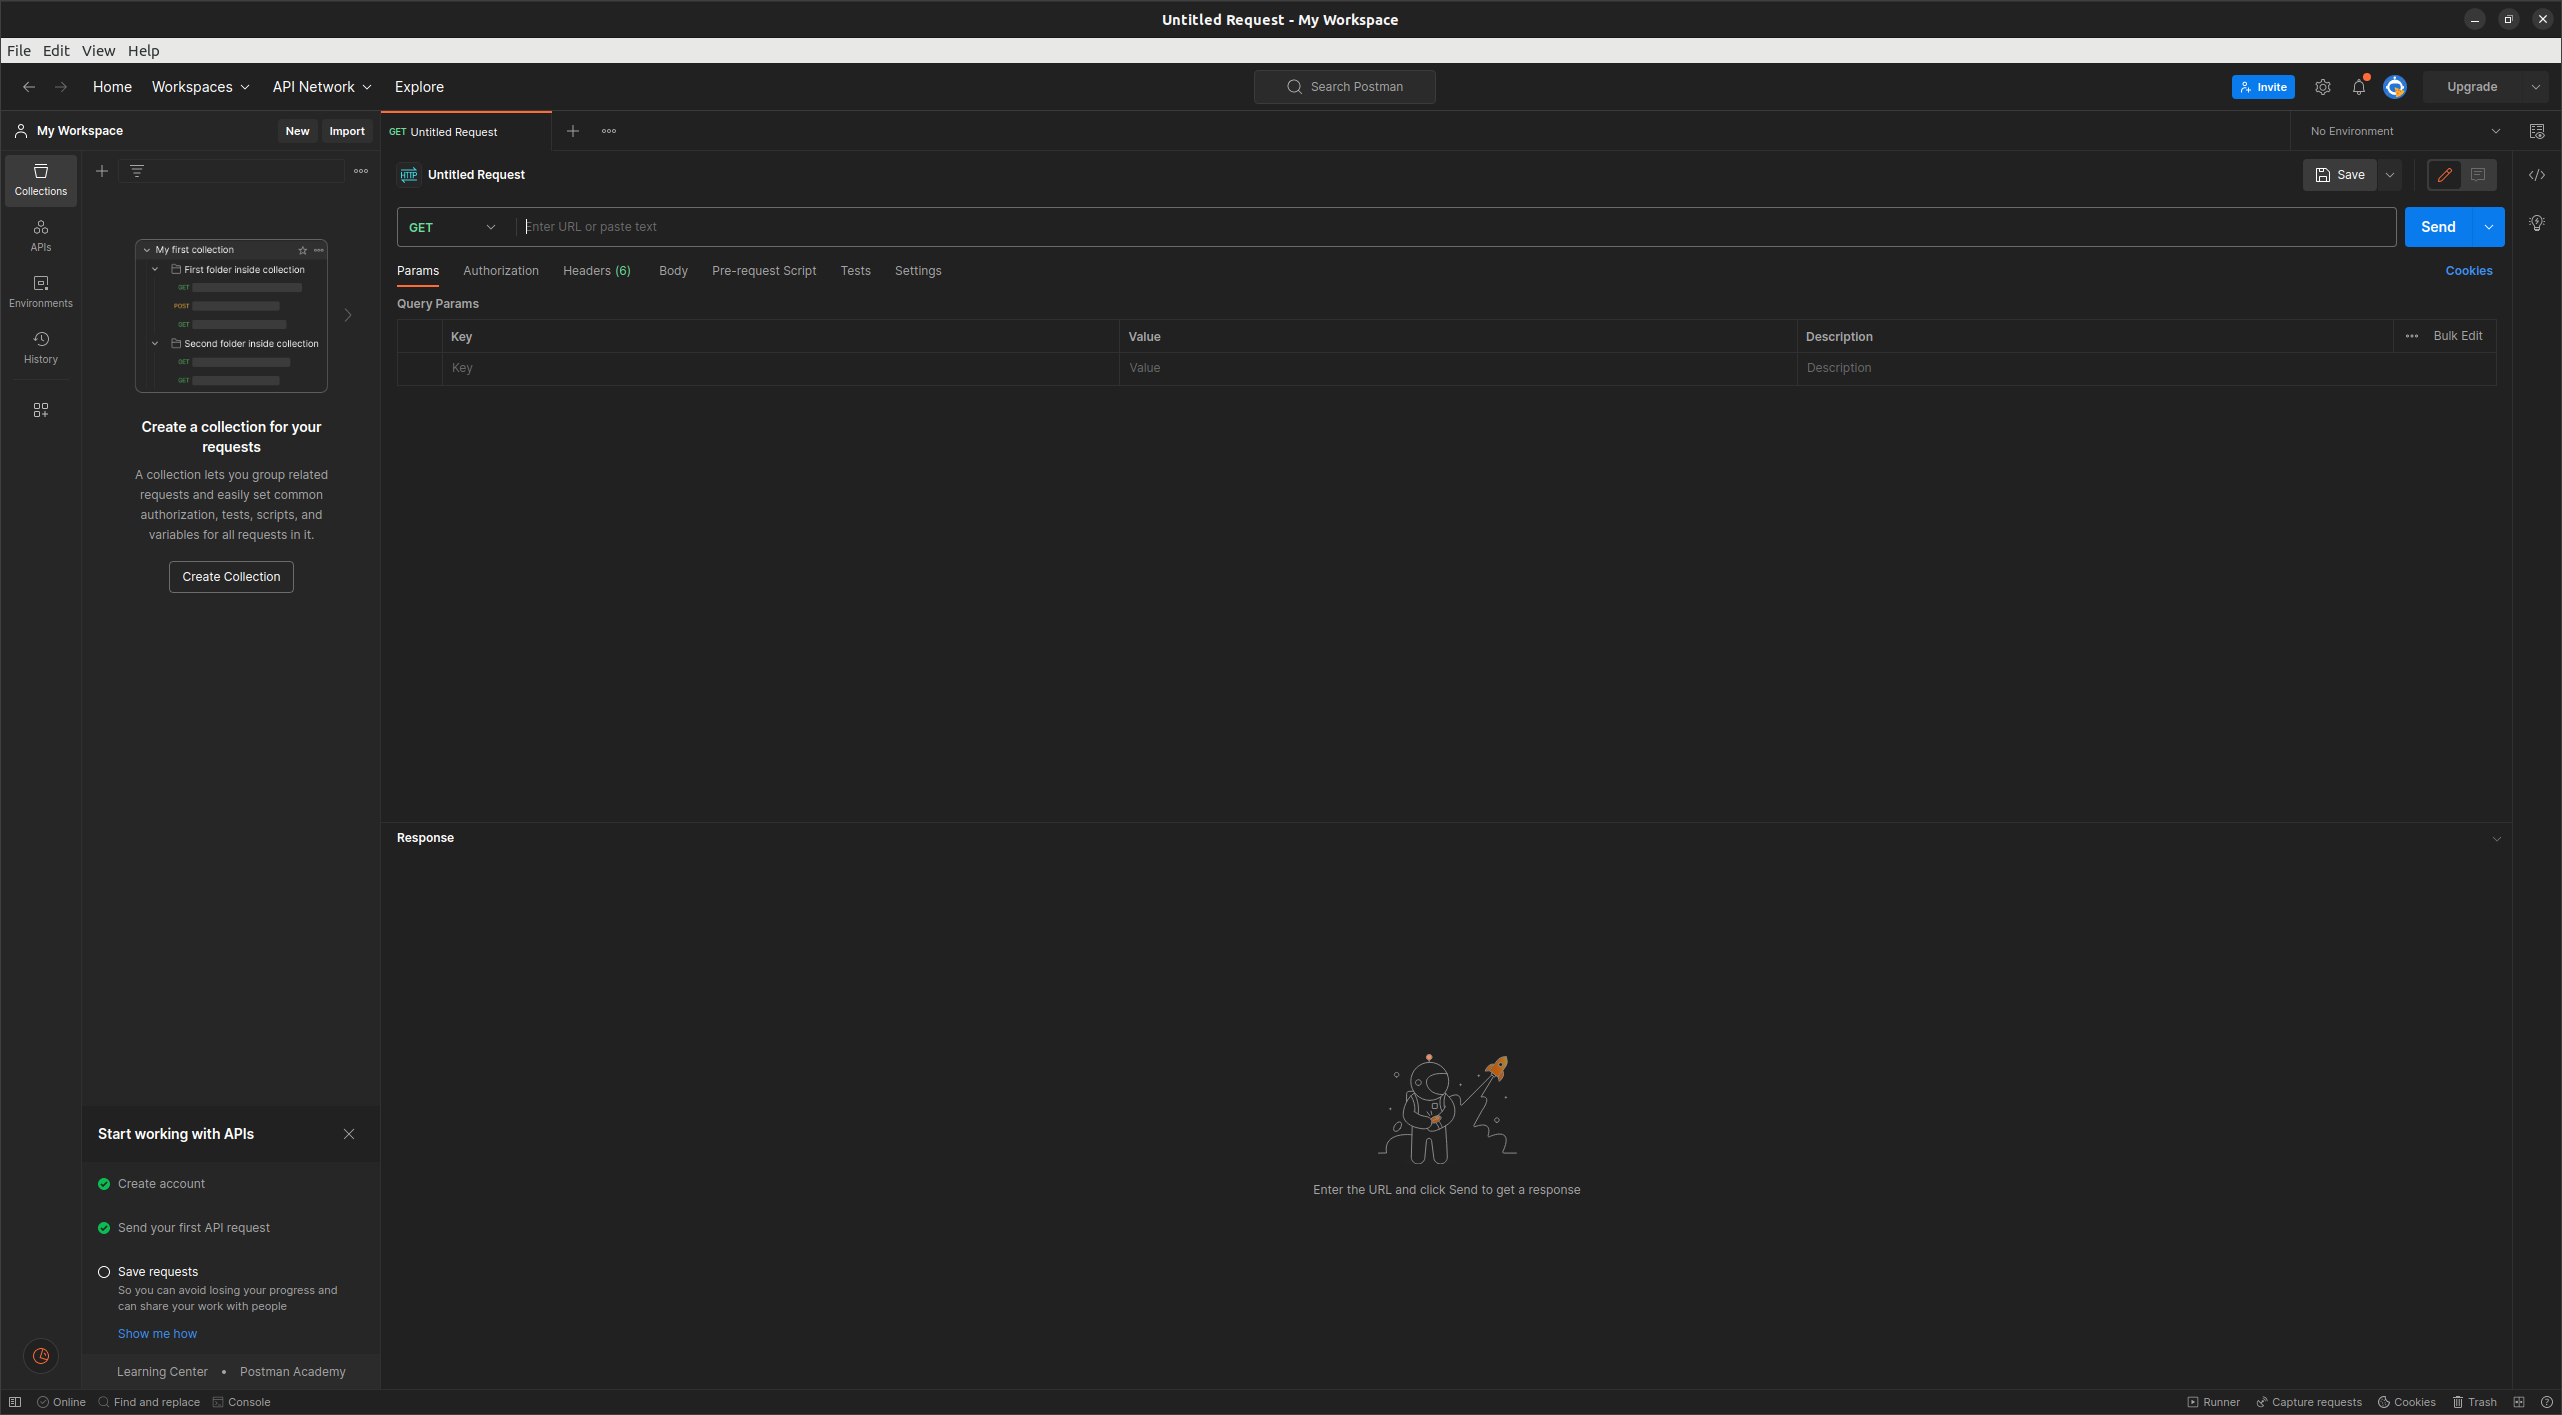 Untitled Request - My Workspace
File Edit View Help
Home Workspaces API Network Explore
Search Postman
Invite
Upgrade
My Workspace
New Import
GET Untitled Request
No Environment
Collections
APIs
Environments
History
My first collection
First folder inside collection
GET
POST
GET
Second folder inside collection
GET
GET
Create a collection for your
requests
A collection lets you group related
requests and easily set common
authorization, tests, scripts, and
variables for all requests in it.
Create Collection
Start working with APIs
Create account
Send your first API request
Save requests
So you can avoid losing your progress and
can share your work with people
Show me how
Learning Center • Postman Academy
HTTP Untitled Request
Save
GET Enter URL or paste text
Send
Params Authorization Headers (6) Body Pre-request Script Tests Settings
Cookies
Query Params
Key Value Description Bulk Edit
Key Value Description
Response
Enter the URL and click Send to get a response
Online Find and replace Console
Runner Capture requests Cookies Trash